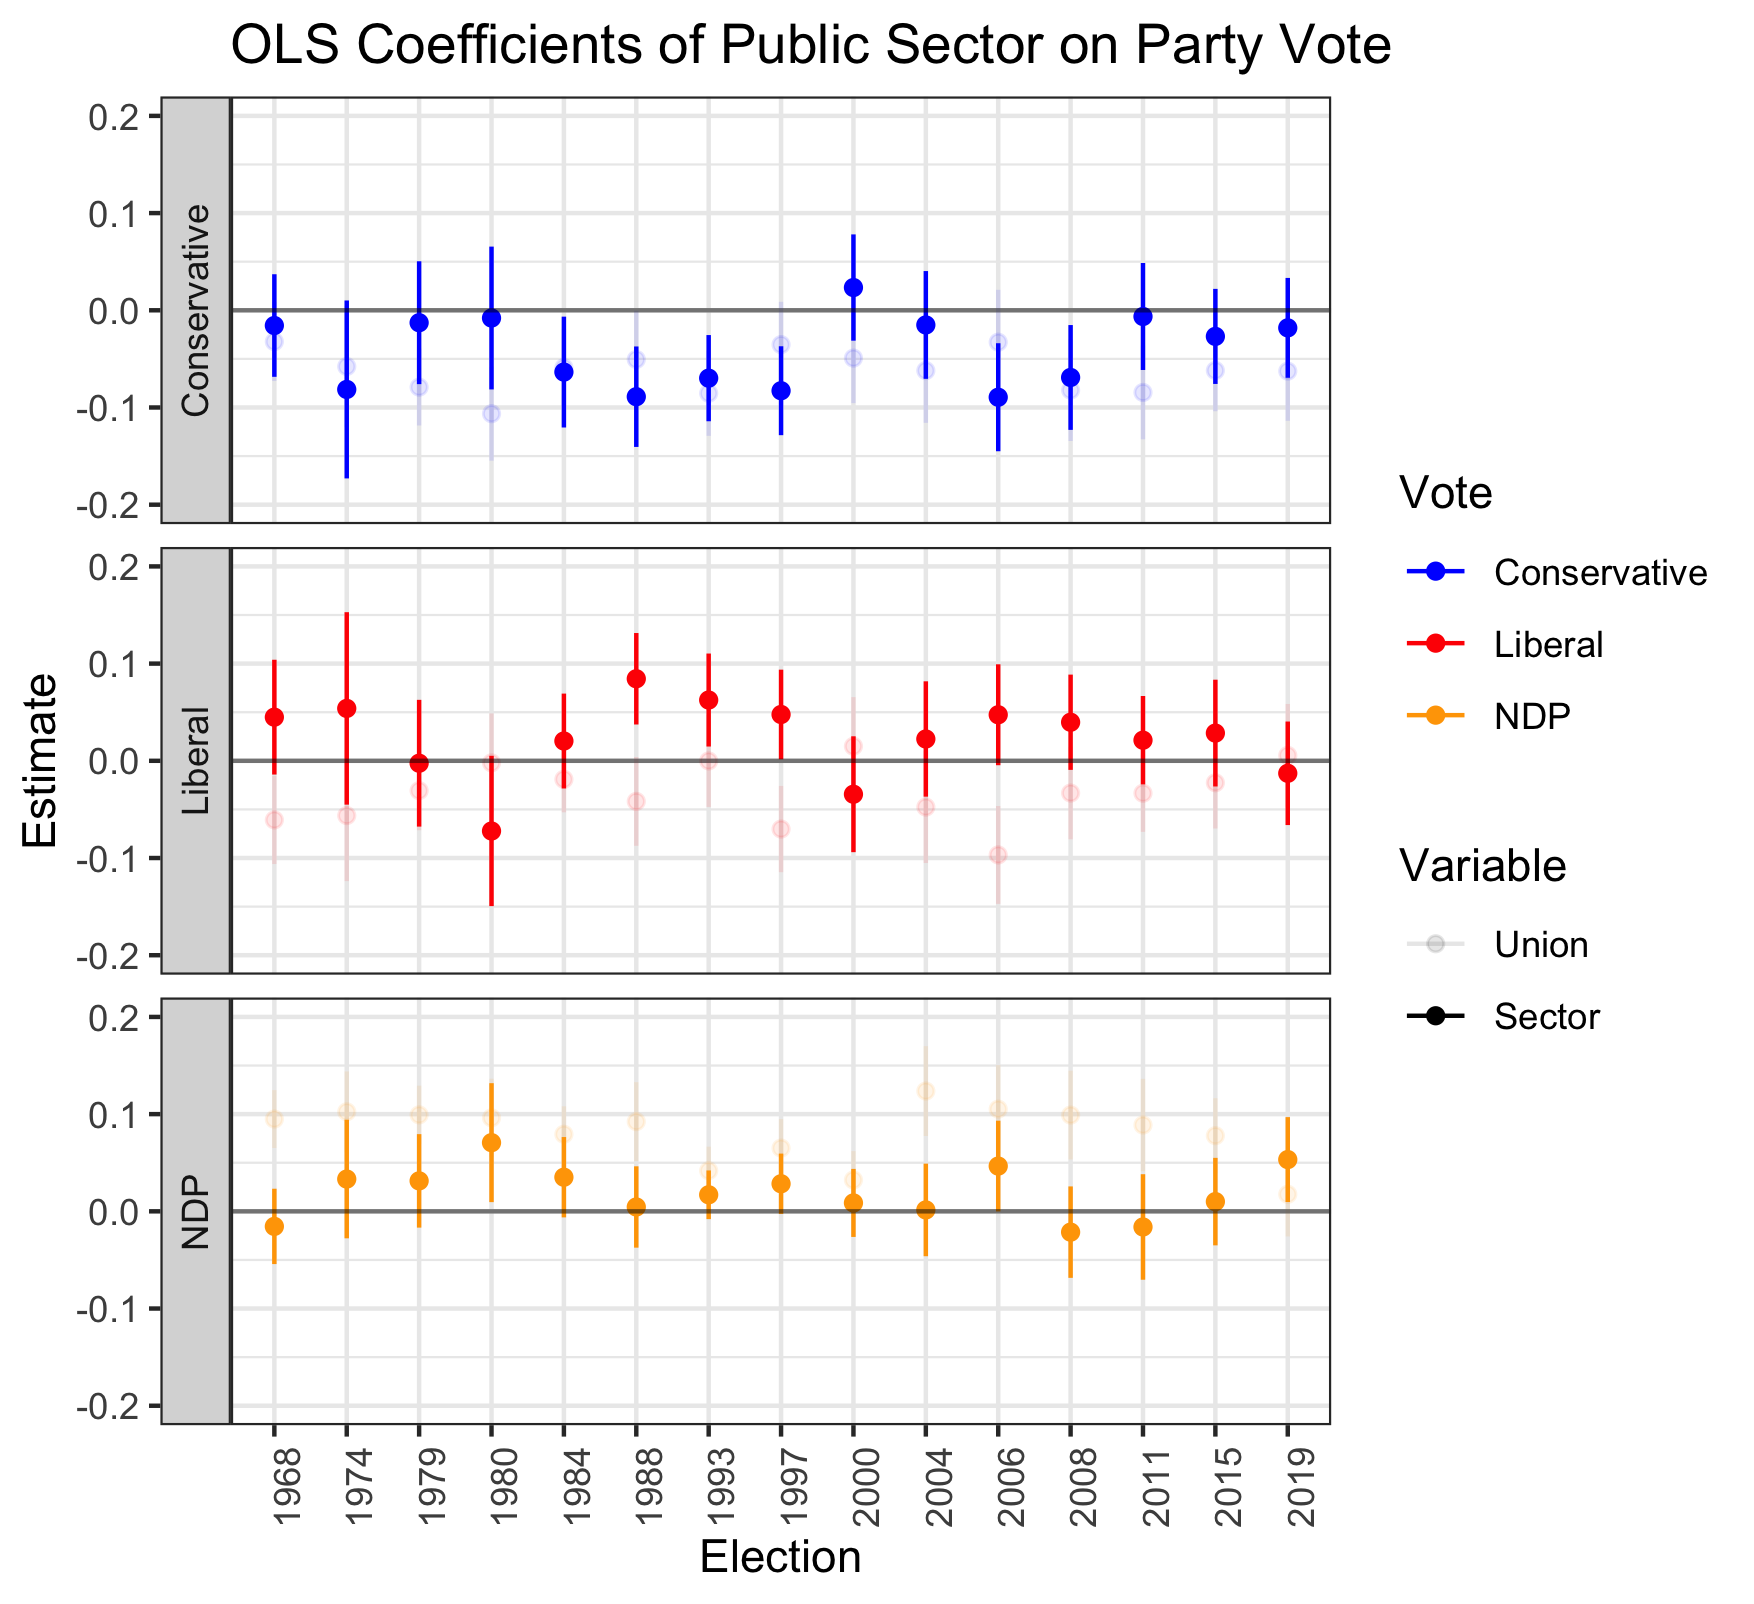 OLS Coefficients of Public Sector on Party Vote
Estimate
Conservative
0.2
0.1
0.0
-0.1
-0.2
Liberal
0.2
0.1
0.0
-0.1
-0.2
NDP
0.2
0.1
0.0
-0.1
-0.2
1968 1974 1979 1980 1984 1988 1993 1997 2000 2004 2006 2008 2011 2015 2019
Election
Vote
Conservative
Liberal
NDP
Variable
Union
Sector